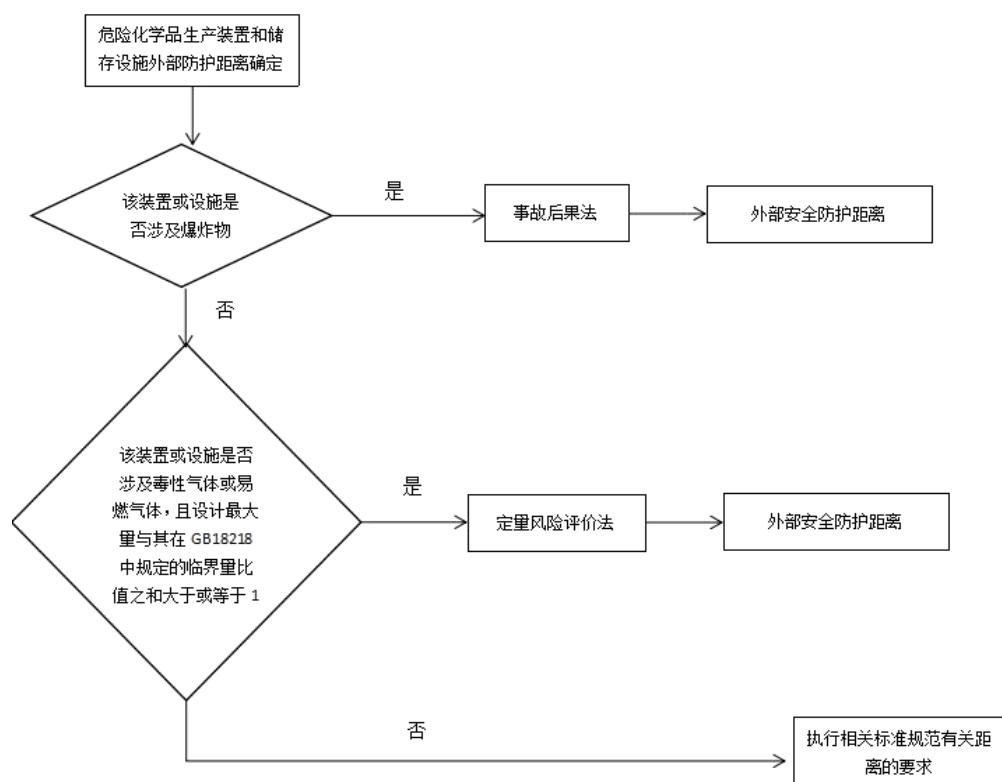 危险化学品生产装置和储
存设施外部防护距离确定
该装置或设施是
否涉及爆炸物
是
事故后果法
外部安全防护距离
否
该装置或设施是否
涉及毒性气体或易
燃气体，且设计最大
量与其在 GB18218
中规定的临界量比
值之和大于或等于 1
是
定量风险评价法
外部安全防护距离
否
执行相关标准规范有关距
离的要求